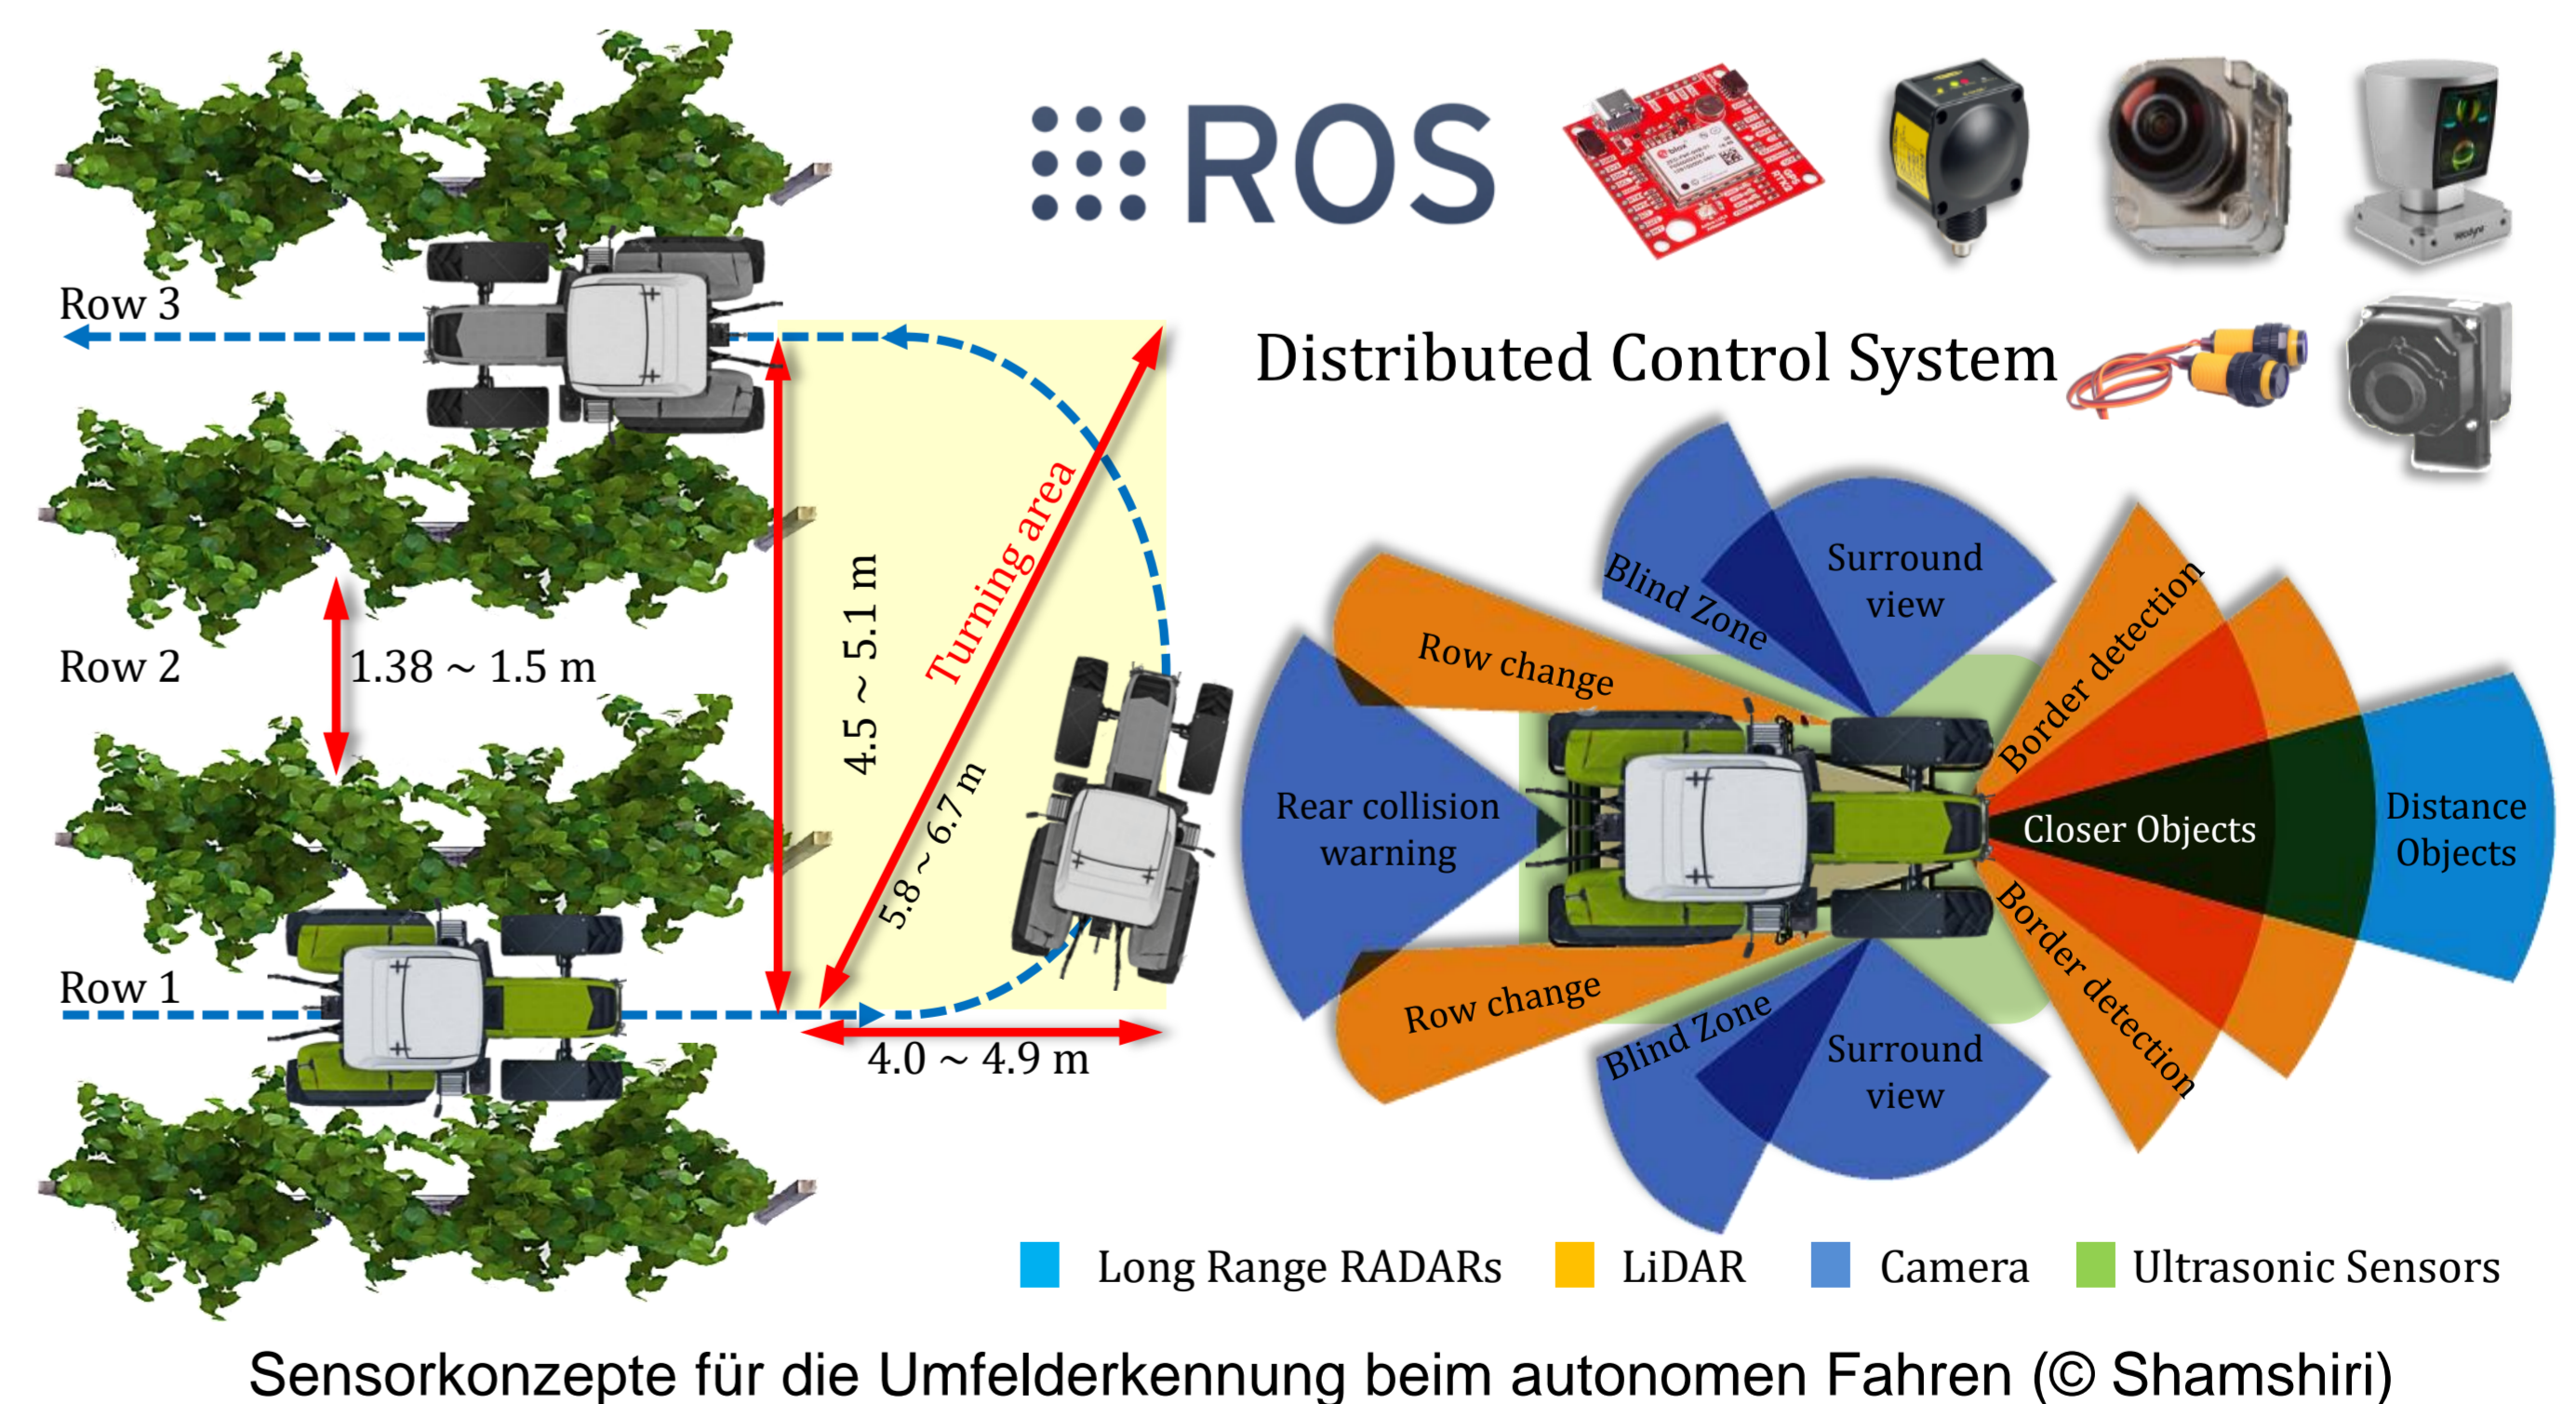 ROS
Distributed Control System
Row 3
Row 2
1.38 ~ 1.5 m
Row 1
4.5 ~ 5.1 m
Turning area
5.8 ~ 6.7 m
4.0 ~ 4.9 m
Blind Zone
Surround
view
Row change
Border detection
Rear collision
warning
Closer Objects
Distance
Objects
Row change
Blind Zone
Surround
view
Border detection
Long Range RADARs
LiDAR
Camera
Ultrasonic Sensors
Sensorkonzepte für die Umfelderkennung beim autonomen Fahren (© Shamshiri)